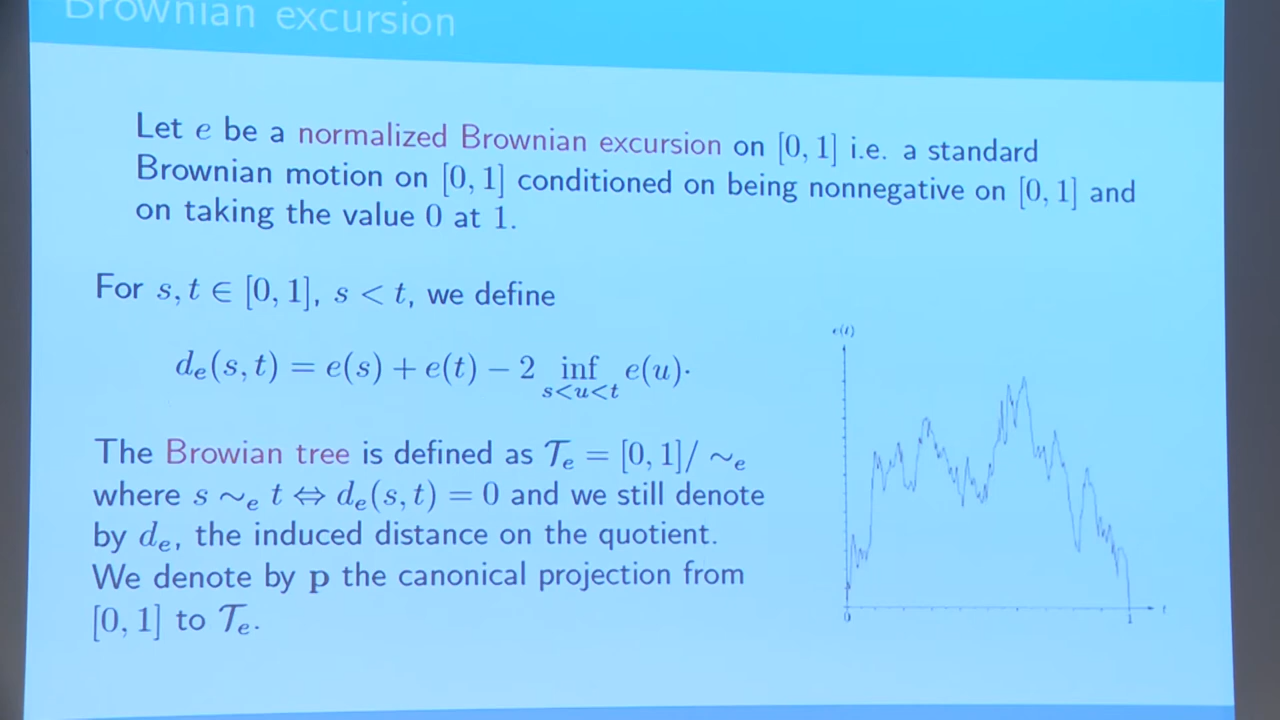 Brownian excursion
Let e be a normalized Brownian excursion on [0, 1] i.e. a standard
Brownian motion on [0, 1] conditioned on being nonnegative on [0, 1] and
on taking the value 0 at 1.
For s, t ∈ [0, 1], s < t, we define
d_e(s, t) = e(s) + e(t) − 2 inf_{s<u<t} e(u).
The Browian tree is defined as 𝒯_e = [0, 1]/ ∼_e
where s ∼_e t ⇔ d_e(s, t) = 0 and we still denote
by d_e, the induced distance on the quotient.
We denote by p the canonical projection from
[0, 1] to 𝒯_e.
e(t)
0
1
t